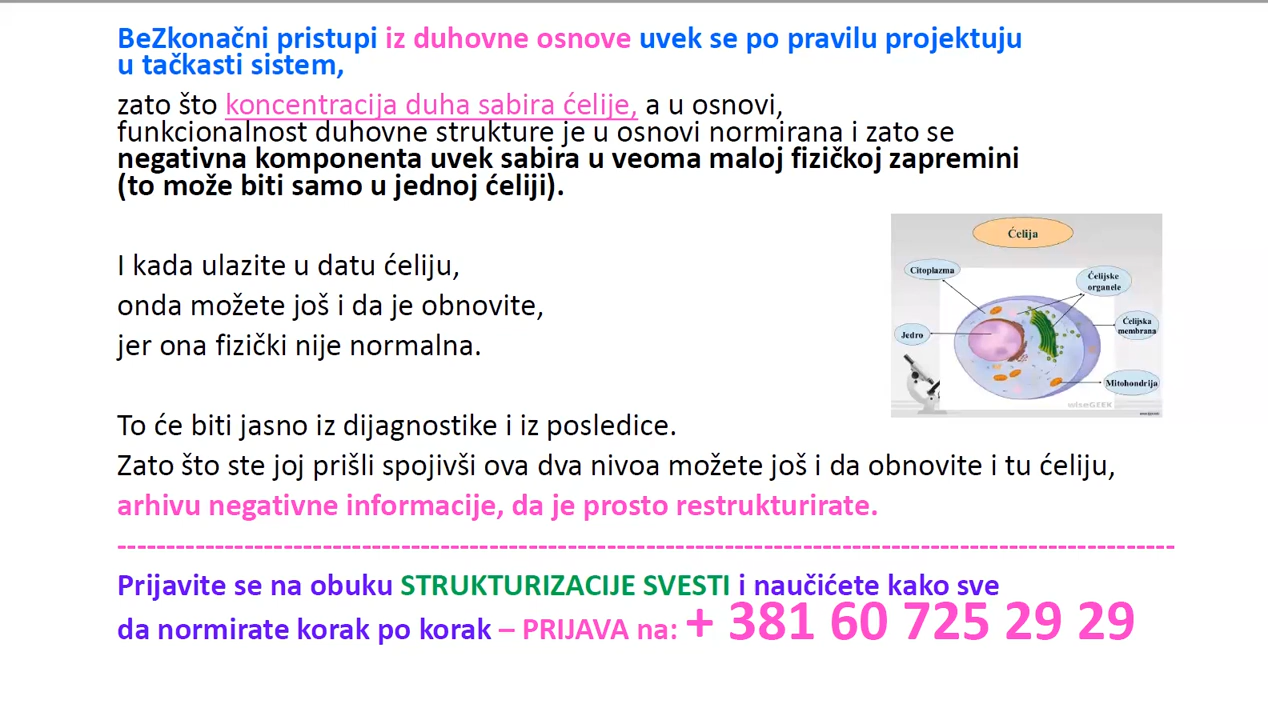 BeZkonačni pristupi iz duhovne osnove uvek se po pravilu projektuju
u tačkasti sistem,
zato što koncentracija duha sabira ćelije, a u osnovi,
funkcionalnost duhovne strukture je u osnovi normirana i zato se
negativna komponenta uvek sabira u veoma maloj fizičkoj zapremini
(to može biti samo u jednoj ćeliji).
I kada ulazite u datu ćeliju,
onda možete još i da je obnovite,
jer ona fizički nije normalna.
Ćelija
Citoplazma
Ćelijske
organele
Ćelijska
membrana
Jedro
Mitohondrija
wiseGEEK
To će biti jasno iz dijagnostike i iz posledice.
Zato što ste joj prišli spojivši ova dva nivoa možete još i da obnovite i tu ćeliju,
arhivu negativne informacije, da je prosto restrukturirate.
Prijavite se na obuku STRUKTURIZACIJE SVESTI i naučićete kako sve
da normirate korak po korak – PRIJAVA na: + 381 60 725 29 29